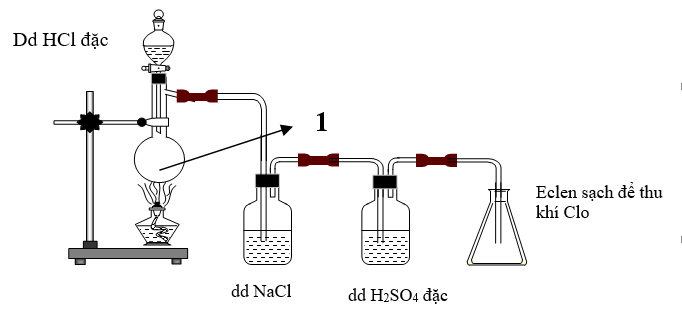 Dd HCl đặc
1
Eclen sạch để thu
khí Clo
dd NaCl
dd H₂SO₄ đặc